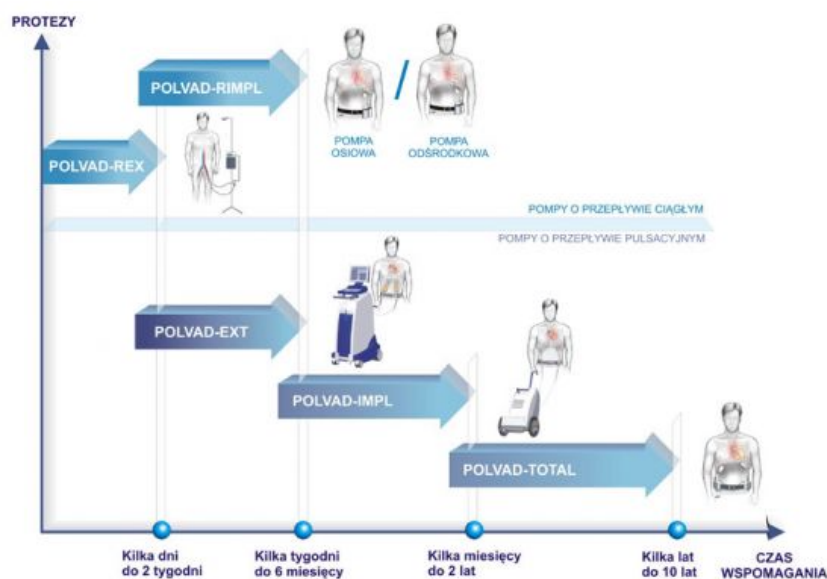 PROTEZY
POLVAD-RIMPL
POMPA
OSIOWA
/
POMPA
ODŚRODKOWA
POLVAD-REX
POMPY O PRZEPŁYWIE CIĄGŁYM
POMPY O PRZEPŁYWIE PULSACYJNYM
POLVAD-EXT
POLVAD-IMPL
POLVAD-TOTAL
Kilka dni
do 2 tygodni
Kilka tygodni
do 6 miesięcy
Kilka miesięcy
do 2 lat
Kilka lat
do 10 lat
CZAS
WSPOMAGANIA